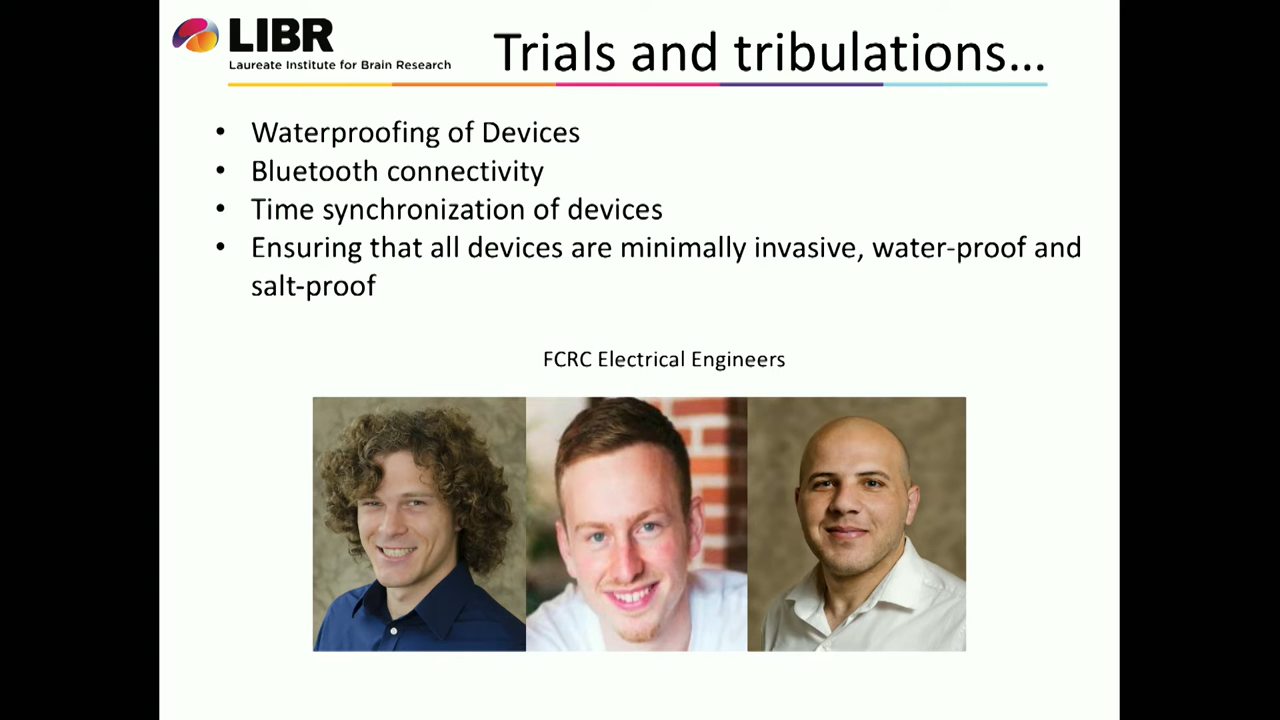 LIBR
Laureate Institute for Brain Research
Trials and tribulations...
• Waterproofing of Devices
• Bluetooth connectivity
• Time synchronization of devices
• Ensuring that all devices are minimally invasive, water-proof and
salt-proof
FCRC Electrical Engineers